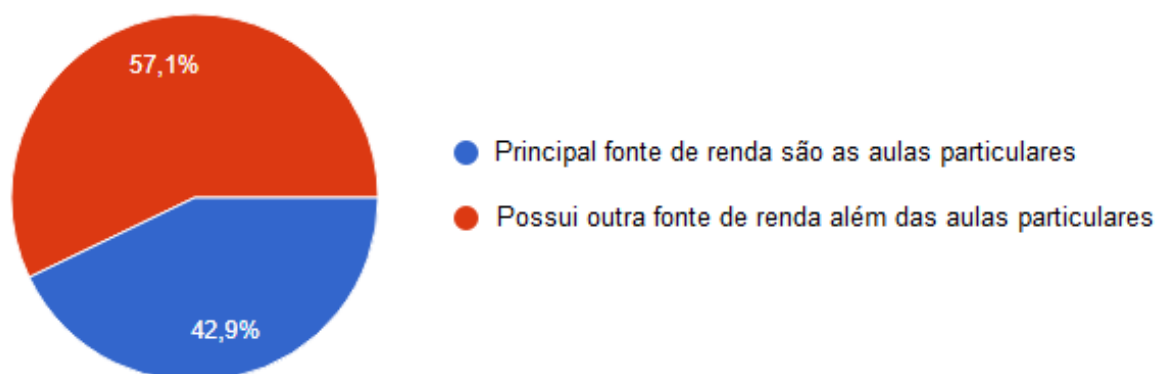 57,1%
Principal fonte de renda são as aulas particulares
Possui outra fonte de renda além das aulas particulares
42,9%